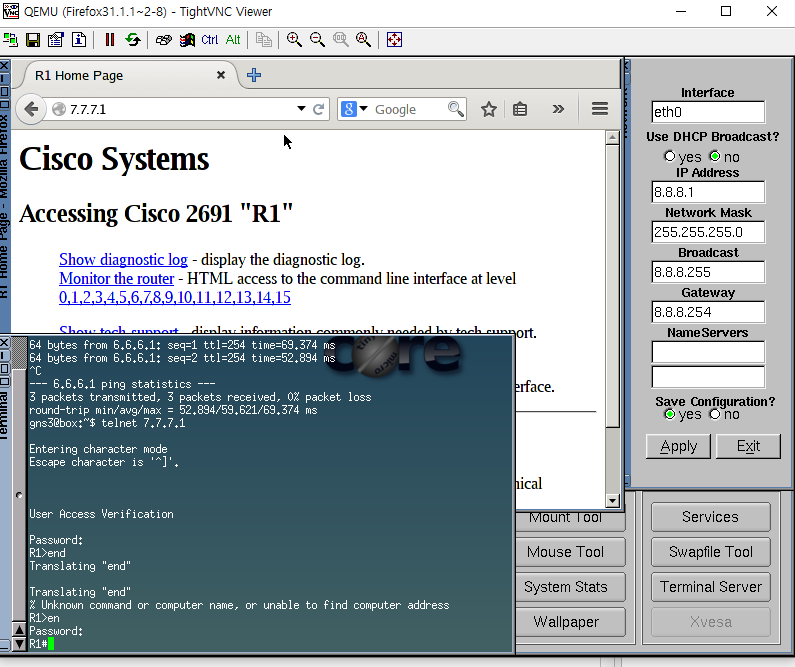 QEMU (Firefox31.1.1~2-8) - TightVNC Viewer
Ctrl Alt
R1 Home Page
7.7.7.1
Google
R1 Home Page - Mozilla Firefox
Cisco Systems
Accessing Cisco 2691 "R1"
Show diagnostic log - display the diagnostic log.
Monitor the router - HTML access to the command line interface at level
0,1,2,3,4,5,6,7,8,9,10,11,12,13,14,15
Show tech-support - display information commonly needed by tech support.
erface.
ical
Interface
eth0
Use DHCP Broadcast?
yes no
IP Address
8.8.8.1
Network Mask
255.255.255.0
Broadcast
8.8.8.255
Gateway
8.8.8.254
NameServers
Save Configuration?
yes no
Apply Exit
Terminal
64 bytes from 6.6.6.1: seq=1 ttl=254 time=69.374 ms
64 bytes from 6.6.6.1: seq=2 ttl=254 time=52.894 ms
^C
--- 6.6.6.1 ping statistics ---
3 packets transmitted, 3 packets received, 0% packet loss
round-trip min/avg/max = 52.894/59.621/69.374 ms
gns3@box:~$ telnet 7.7.7.1
Entering character mode
Escape character is '^]'.
User Access Verification
Password:
R1>end
Translating "end"
Translating "end"
% Unknown command or computer name, or unable to find computer address
R1>en
Password:
R1#
core
tiny
micro
Mount Tool
Services
Mouse Tool
Swapfile Tool
System Stats
Terminal Server
Wallpaper
Xvesa